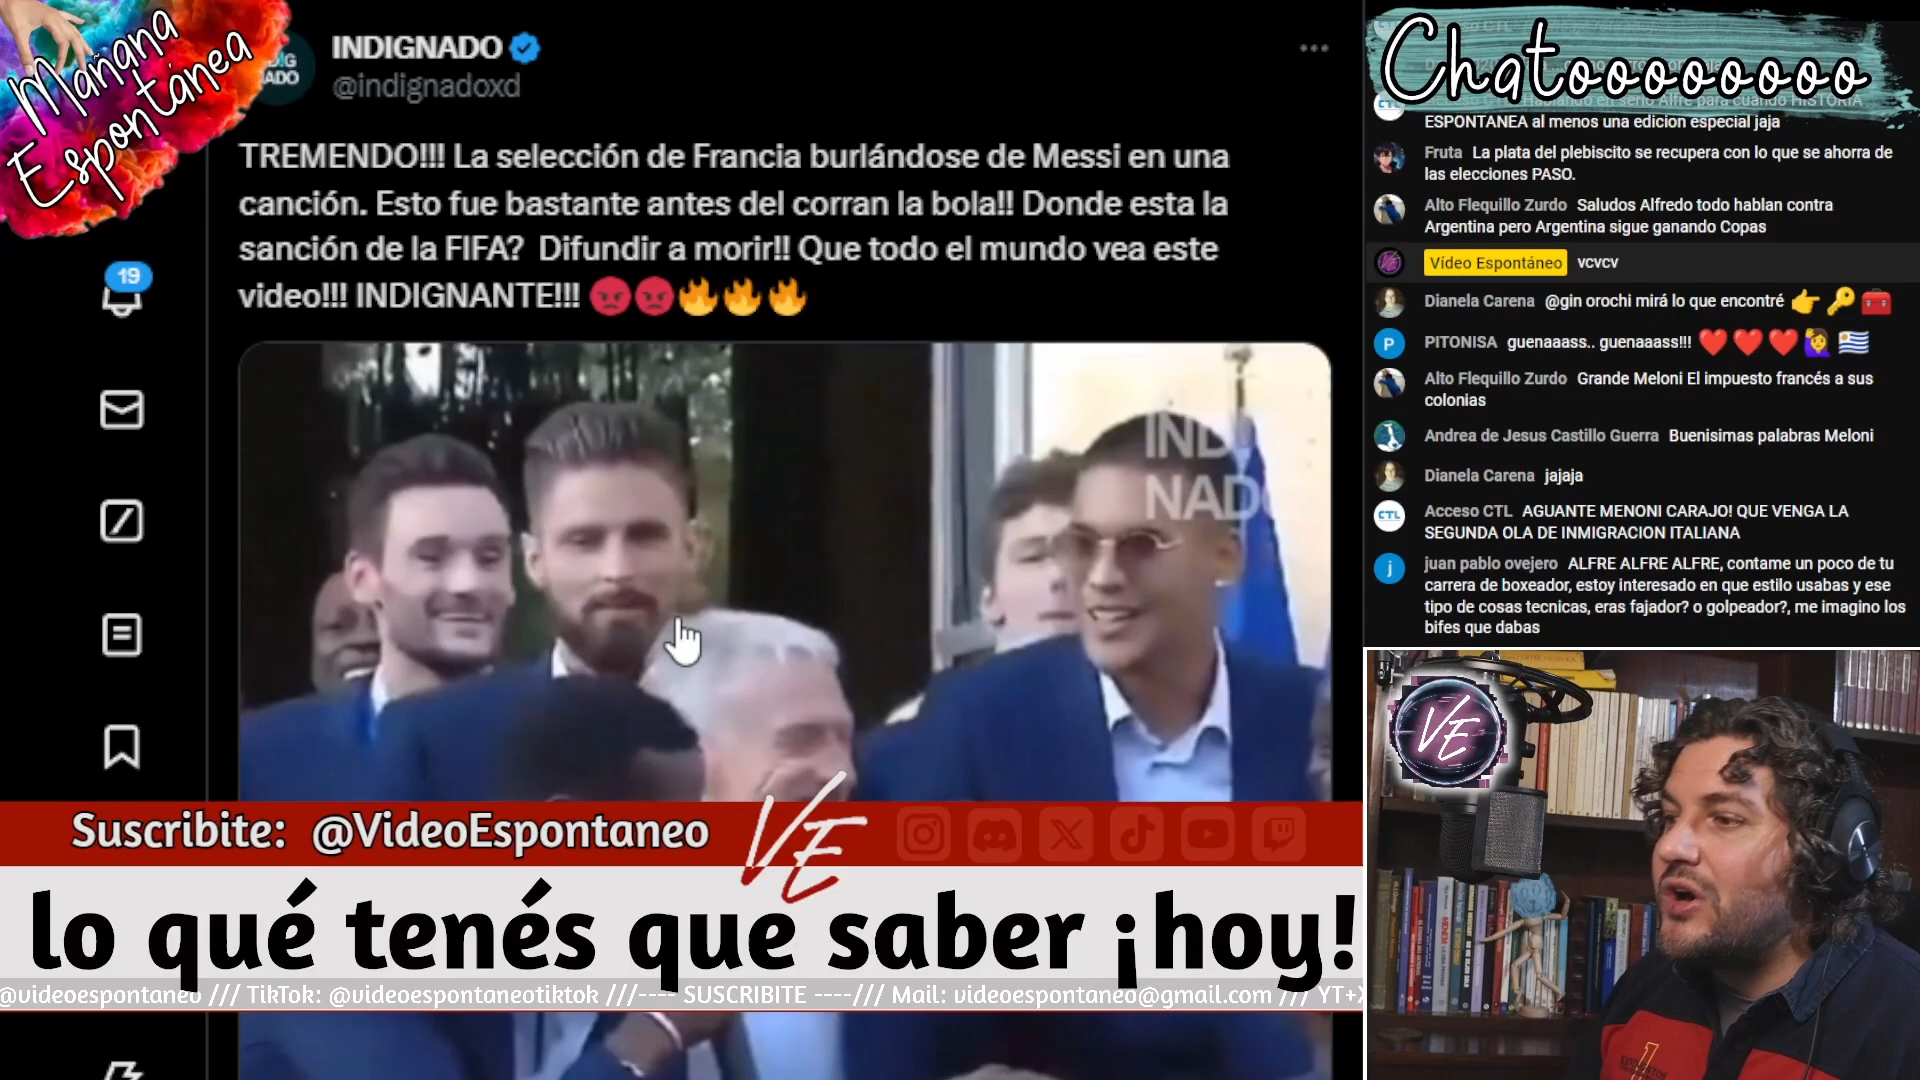 Mañana
Espontánea
INDIGNADO
@indignadoxd
TREMENDO!!! La selección de Francia burlándose de Messi en una
canción. Esto fue bastante antes del corran la bola!! Donde esta la
sanción de la FIFA? Difundir a morir!! Que todo el mundo vea este
video!!! INDIGNANTE!!! 😡😡🔥🔥🔥
19
Suscribite: @VideoEspontaneo
VE
lo qué tenés que saber ¡hoy!
@videoespontaneo /// TikTok: @videoespontaneotiktok ///---- SUSCRIBITE ----/// Mail: videoespontaneo@gmail.com /// YT+
Chatooooooooo
ESPONTANEA al menos una edicion especial jaja
Fruta La plata del plebiscito se recupera con lo que se ahorra de
las elecciones PASO.
Alto Flequillo Zurdo Saludos Alfredo todo hablan contra
Argentina pero Argentina sigue ganando Copas
Vídeo Espontáneo vcvcv
Dianela Carena @gin orochi mirá lo que encontré 👉🔑🧰
P PITONISA guenaaass.. guenaaass!!! ❤️❤️❤️🙋‍♀️🇺🇾
Alto Flequillo Zurdo Grande Meloni El impuesto francés a sus
colonias
Andrea de Jesus Castillo Guerra Buenisimas palabras Meloni
Dianela Carena jajaja
CTL Acceso CTL AGUANTE MENONI CARAJO! QUE VENGA LA
SEGUNDA OLA DE INMIGRACION ITALIANA
j juan pablo ovejero ALFRE ALFRE ALFRE, contame un poco de tu
carrera de boxeador, estoy interesado en que estilo usabas y ese
tipo de cosas tecnicas, eras fajador? o golpeador?, me imagino los
bifes que dabas
VE